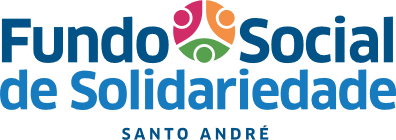 Fundo Social
de Solidariedade
SANTO ANDRÉ